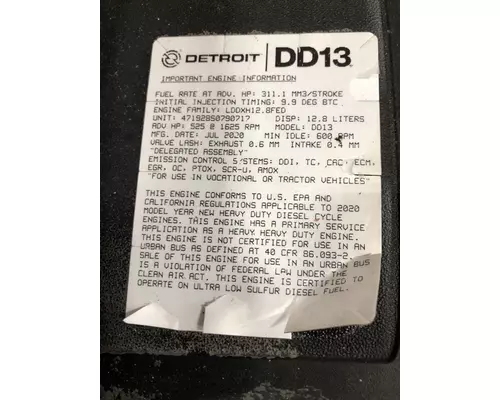 DETROIT DD13
IMPORTANT ENGINE INFORMATION
FUEL RATE AT ADV. HP: 311.1 MM3/STROKE
INITIAL INJECTION TIMING: 9.9 DEG BTC
ENGINE FAMILY: LDDXH12.8FED
UNIT: 471928S0790717 DISP: 12.8 LITERS
ADV HP: 525 @ 1625 RPM MODEL: DD13
MFG. DATE: JUL 2020 MIN IDLE: 600 RPM
VALVE LASH: EXHAUST 0.6 MM INTAKE 0.4 MM
"DELEGATED ASSEMBLY"
EMISSION CONTROL SYSTEMS: DDI, TC, CAC, ECM,
EGR, OC, PTOX, SCR-U, AMOX
"FOR USE IN VOCATIONAL OR TRACTOR VEHICLES"
THIS ENGINE CONFORMS TO U.S. EPA AND
CALIFORNIA REGULATIONS APPLICABLE TO 2020
MODEL YEAR NEW HEAVY DUTY DIESEL CYCLE
ENGINES. THIS ENGINE HAS A PRIMARY SERVICE
APPLICATION AS A HEAVY HEAVY DUTY ENGINE.
THIS ENGINE IS NOT CERTIFIED FOR USE IN AN
URBAN BUS AS DEFINED AT 40 CFR 86.093-2.
SALE OF THIS ENGINE FOR USE IN AN URBAN BUS
IS A VIOLATION OF FEDERAL LAW UNDER THE
CLEAN AIR ACT. THIS ENGINE IS CERTIFIED TO
OPERATE ON ULTRA LOW SULFUR DIESEL FUEL.